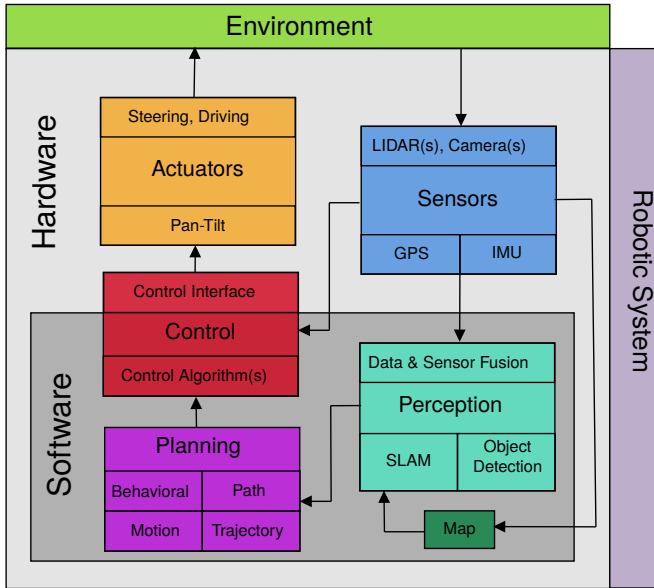 Environment
Hardware
Steering, Driving
Actuators
Pan-Tilt
LIDAR(s), Camera(s)
Sensors
GPS
IMU
Robotic System
Control Interface
Control
Control Algorithm(s)
Software
Data & Sensor Fusion
Perception
SLAM
Object
Detection
Planning
Behavioral
Path
Motion
Trajectory
Map